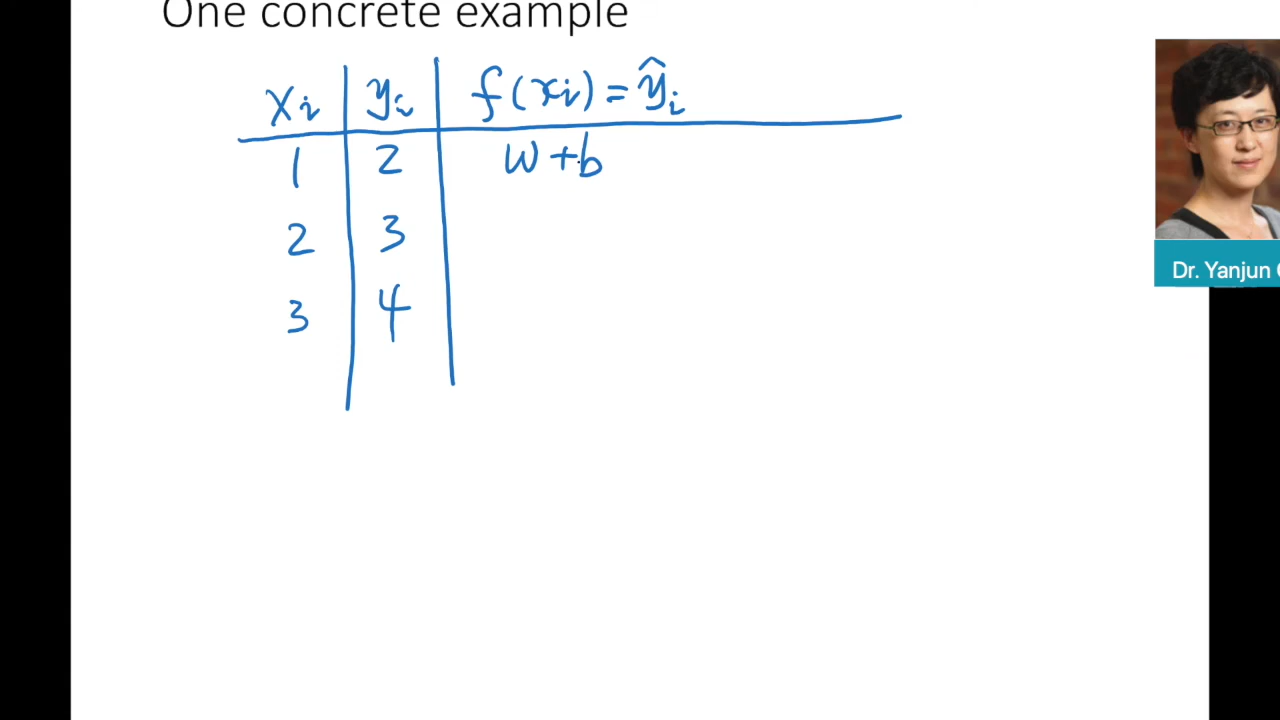 One concrete example
xi yi f(xi) = ŷi
1 2 w+b
2 3
3 4
Dr. Yanjun